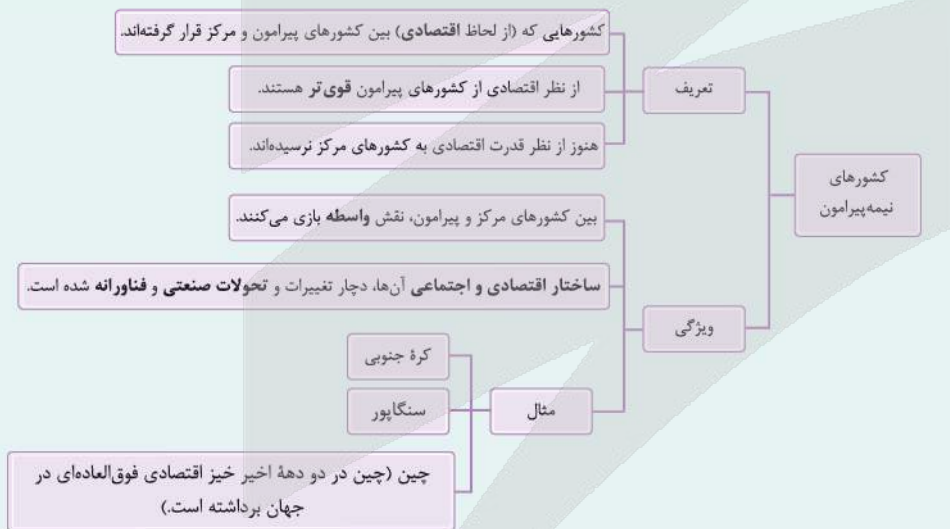 کشورهای
نیمه‌پیرامون
تعریف
کشورهایی که (از لحاظ اقتصادی) بین کشورهای پیرامون و مرکز قرار گرفته‌اند.
از نظر اقتصادی از کشورهای پیرامون قوی‌تر هستند.
هنوز از نظر قدرت اقتصادی به کشورهای مرکز نرسیده‌اند.
ویژگی
بین کشورهای مرکز و پیرامون، نقش واسطه بازی می‌کنند.
ساختار اقتصادی و اجتماعی آن‌ها، دچار تغییرات و تحولات صنعتی و فناورانه شده است.
مثال
کرهٔ جنوبی
سنگاپور
چین (چین در دو دههٔ اخیر خیز اقتصادی فوق‌العاده‌ای در
جهان برداشته است.)